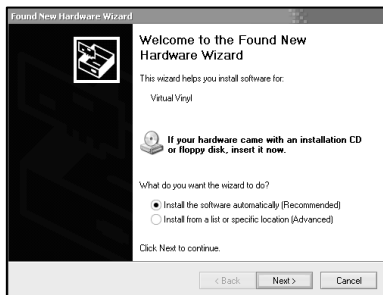 Found New Hardware Wizard
Welcome to the Found New
Hardware Wizard
This wizard helps you install software for:
Virtual Vinyl
If your hardware came with an installation CD
or floppy disk, insert it now.
What do you want the wizard to do?
Install the software automatically (Recommended)
Install from a list or specific location (Advanced)
Click Next to continue.
< Back
Next >
Cancel